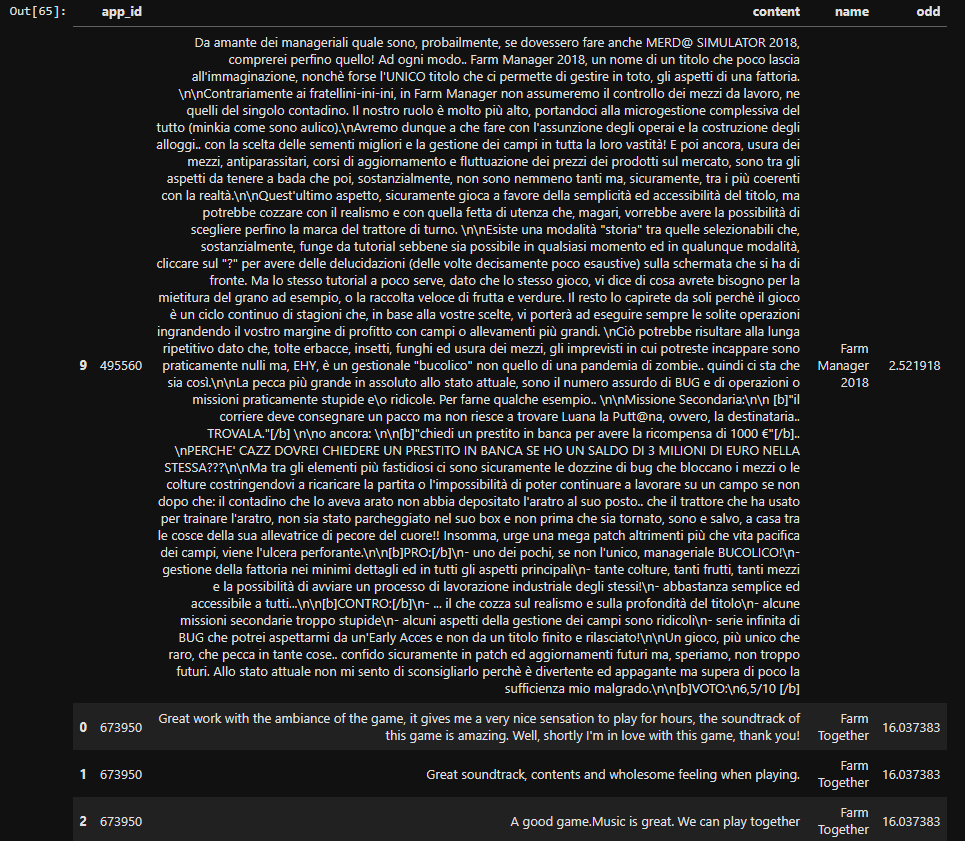 Out[65]:
app_id content name odd
Da amante dei manageriali quale sono, probailmente, se dovessero fare anche MERD@ SIMULATOR 2018,
comprerei perfino quello! Ad ogni modo.. Farm Manager 2018, un nome di un titolo che poco lascia
all'immaginazione, nonchè forse l'UNICO titolo che ci permette di gestire in toto, gli aspetti di una fattoria.
\n\nContrariamente ai fratellini-ini-ini, in Farm Manager non assumeremo il controllo dei mezzi da lavoro, ne
quelli del singolo contadino. Il nostro ruolo è molto più alto, portandoci alla microgestione complessiva del
tutto (minkia come sono aulico).\nAvremo dunque a che fare con l'assunzione degli operai e la costruzione degli
alloggi.. con la scelta delle sementi migliori e la gestione dei campi in tutta la loro vastità! E poi ancora, usura dei
mezzi, antiparassitari, corsi di aggiornamento e fluttuazione dei prezzi dei prodotti sul mercato, sono tra gli
aspetti da tenere a bada che poi, sostanzialmente, non sono nemmeno tanti ma, sicuramente, tra i più coerenti
con la realtà.\n\nQuest'ultimo aspetto, sicuramente gioca a favore della semplicità ed accessibilità del titolo, ma
potrebbe cozzare con il realismo e con quella fetta di utenza che, magari, vorrebbe avere la possibilità di
scegliere perfino la marca del trattore di turno. \n\nEsiste una modalità "storia" tra quelle selezionabili che,
sostanzialmente, funge da tutorial sebbene sia possibile in qualsiasi momento ed in qualunque modalità,
cliccare sul "?" per avere delle delucidazioni (delle volte decisamente poco esaustive) sulla schermata che si ha di
fronte. Ma lo stesso tutorial a poco serve, dato che lo stesso gioco, vi dice di cosa avrete bisogno per la
mietitura del grano ad esempio, o la raccolta veloce di frutta e verdure. Il resto lo capirete da soli perchè il gioco
è un ciclo continuo di stagioni che, in base alla vostre scelte, vi porterà ad eseguire sempre le solite operazioni
ingrandendo il vostro margine di profitto con campi o allevamenti più grandi. \nCiò potrebbe risultare alla lunga
ripetitivo dato che, tolte erbacce, insetti, funghi ed usura dei mezzi, gli imprevisti in cui potreste incappare sono
praticamente nulli ma, EHY, è un gestionale "bucolico" non quello di una pandemia di zombie.. quindi ci sta che
sia così.\n\nLa pecca più grande in assoluto allo stato attuale, sono il numero assurdo di BUG e di operazioni o
missioni praticamente stupide e\o ridicole. Per farne qualche esempio.. \n\nMissione Secondaria:\n\n [b]"il
corriere deve consegnare un pacco ma non riesce a trovare Luana la Putt@na, ovvero, la destinataria..
TROVALA."[/b] \n\no ancora: \n\n[b]"chiedi un prestito in banca per avere la ricompensa di 1000 €"[/b]..
\nPERCHE' CAZZ DOVREI CHIEDERE UN PRESTITO IN BANCA SE HO UN SALDO DI 3 MILIONI DI EURO NELLA
STESSA???\n\nMa tra gli elementi più fastidiosi ci sono sicuramente le dozzine di bug che bloccano i mezzi o le
colture costringendovi a ricaricare la partita o l'impossibilità di poter continuare a lavorare su un campo se non
dopo che: il contadino che lo aveva arato non abbia depositato l'aratro al suo posto.. che il trattore che ha usato
per trainare l'aratro, non sia stato parcheggiato nel suo box e non prima che sia tornato, sono e salvo, a casa tra
le cosce della sua allevatrice di pecore del cuore!! Insomma, urge una mega patch altrimenti più che vita pacifica
dei campi, viene l'ulcera perforante.\n\n[b]PRO:[/b]\n- uno dei pochi, se non l'unico, manageriale BUCOLICO!\n-
gestione della fattoria nei minimi dettagli ed in tutti gli aspetti principali\n- tante colture, tanti frutti, tanti mezzi
e la possibilità di avviare un processo di lavorazione industriale degli stessi!\n- abbastanza semplice ed
accessibile a tutti...\n\n[b]CONTRO:[/b]\n- ... il che cozza sul realismo e sulla profondità del titolo\n- alcune
missioni secondarie troppo stupide\n- alcuni aspetti della gestione dei campi sono ridicoli\n- serie infinita di
BUG che potrei aspettarmi da un'Early Acces e non da un titolo finito e rilasciato!\n\nUn gioco, più unico che
raro, che pecca in tante cose.. confido sicuramente in patch ed aggiornamenti futuri ma, speriamo, non troppo
futuri. Allo stato attuale non mi sento di sconsigliarlo perchè è divertente ed appagante ma supera di poco la
sufficienza mio malgrado.\n\n[b]VOTO:\n6,5/10 [/b]
9 495560
Farm
Manager
2018
2.521918
Great work with the ambiance of the game, it gives me a very nice sensation to play for hours, the soundtrack of
this game is amazing. Well, shortly I'm in love with this game, thank you!
0 673950
Farm
Together
16.037383
1 673950
Great soundtrack, contents and wholesome feeling when playing.
Farm
Together
16.037383
2 673950
A good game.Music is great. We can play together
Farm
Together
16.037383